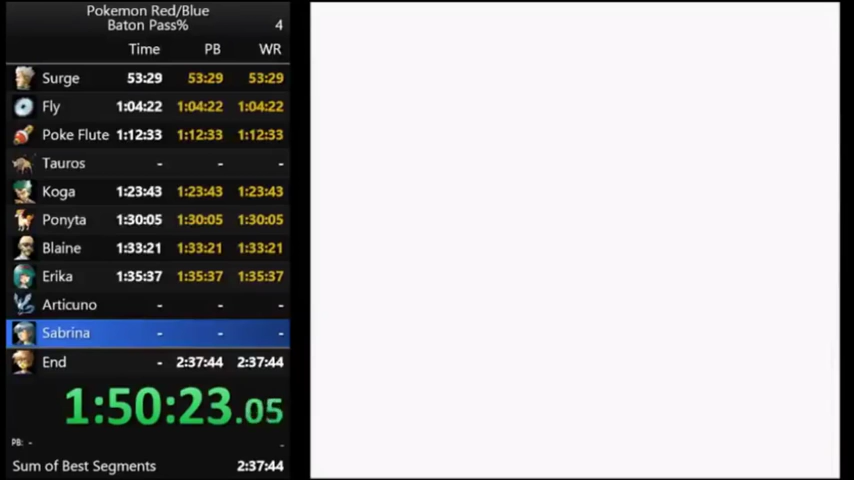 Pokemon Red/Blue
Baton Pass% 4
Time PB WR
Surge 53:29 53:29 53:29
Fly 1:04:22 1:04:22 1:04:22
Poke Flute 1:12:33 1:12:33 1:12:33
Tauros - - -
Koga 1:23:43 1:23:43 1:23:43
Ponyta 1:30:05 1:30:05 1:30:05
Blaine 1:33:21 1:33:21 1:33:21
Erika 1:35:37 1:35:37 1:35:37
Articuno - - -
Sabrina - - -
End - 2:37:44 2:37:44
1:50:23.05
PB: - -
Sum of Best Segments 2:37:44